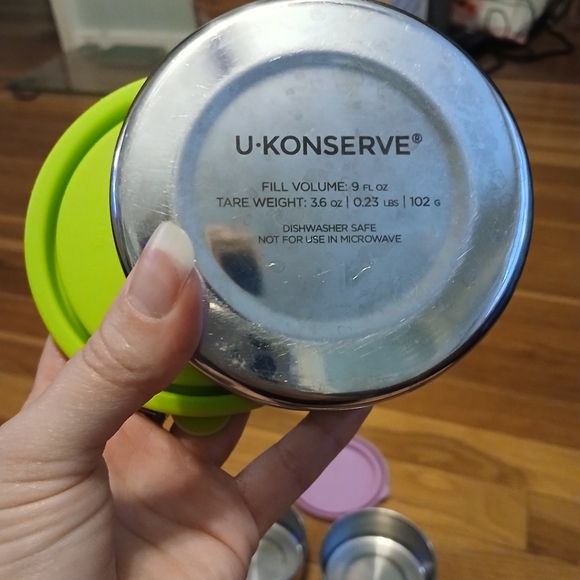 U·KONSERVE®
FILL VOLUME: 9 FL OZ
TARE WEIGHT: 3.6 OZ | 0.23 LBS | 102 G
DISHWASHER SAFE
NOT FOR USE IN MICROWAVE